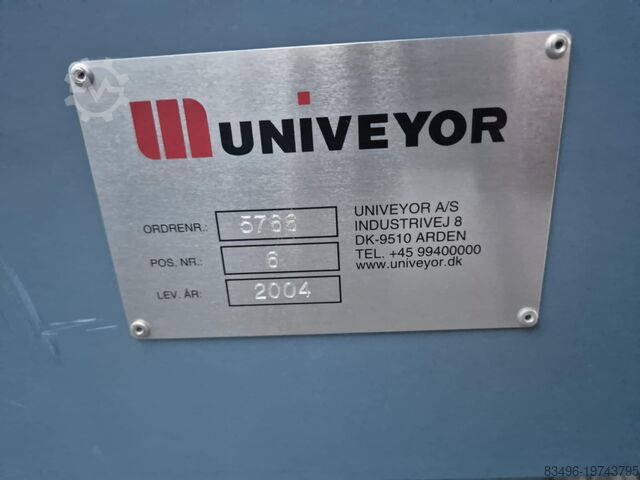 UNIVEYOR
ORDRENR.: 5766
POS. NR.: 6
LEV. ÅR: 2004
UNIVEYOR A/S
INDUSTRIVEJ 8
DK-9510 ARDEN
TEL. +45 99400000
www.univeyor.dk
83496-19743795